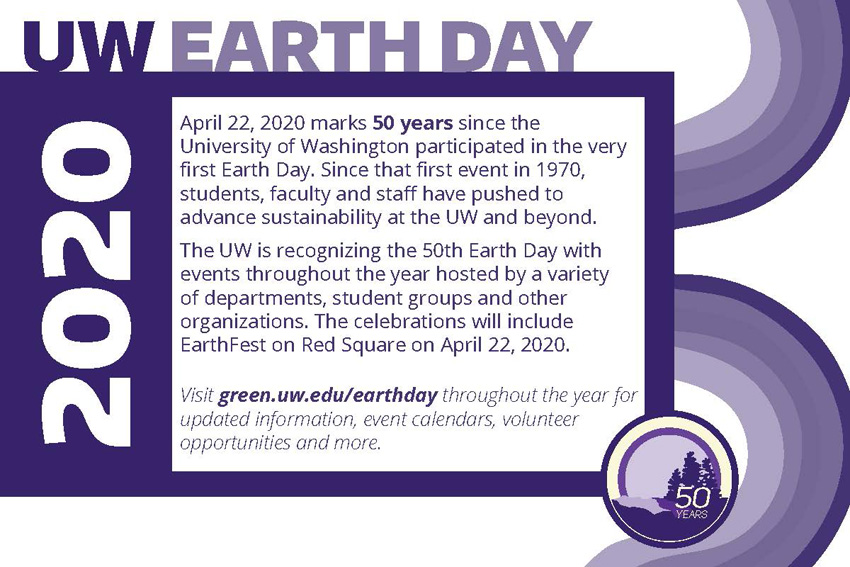 UW EARTH DAY
2020
April 22, 2020 marks 50 years since the
University of Washington participated in the very
first Earth Day. Since that first event in 1970,
students, faculty and staff have pushed to
advance sustainability at the UW and beyond.
The UW is recognizing the 50th Earth Day with
events throughout the year hosted by a variety
of departments, student groups and other
organizations. The celebrations will include
EarthFest on Red Square on April 22, 2020.
Visit green.uw.edu/earthday throughout the year for
updated information, event calendars, volunteer
opportunities and more.
50
YEARS